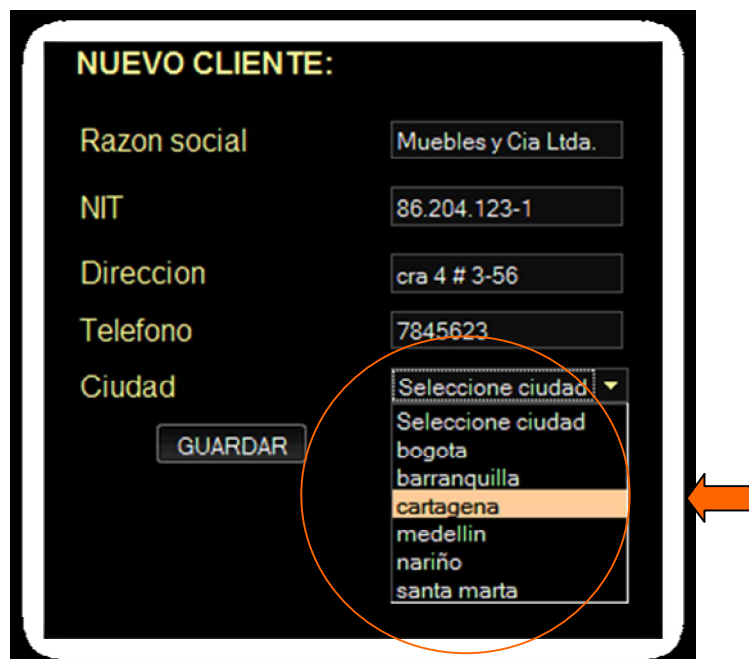 NUEVO CLIENTE:
Razon social Muebles y Cia Ltda.
NIT 86.204.123-1
Direccion cra 4 # 3-56
Telefono 7845623
Ciudad Seleccione ciudad
Seleccione ciudad
GUARDAR bogota
barranquilla
cartagena
medellin
nariño
santa marta